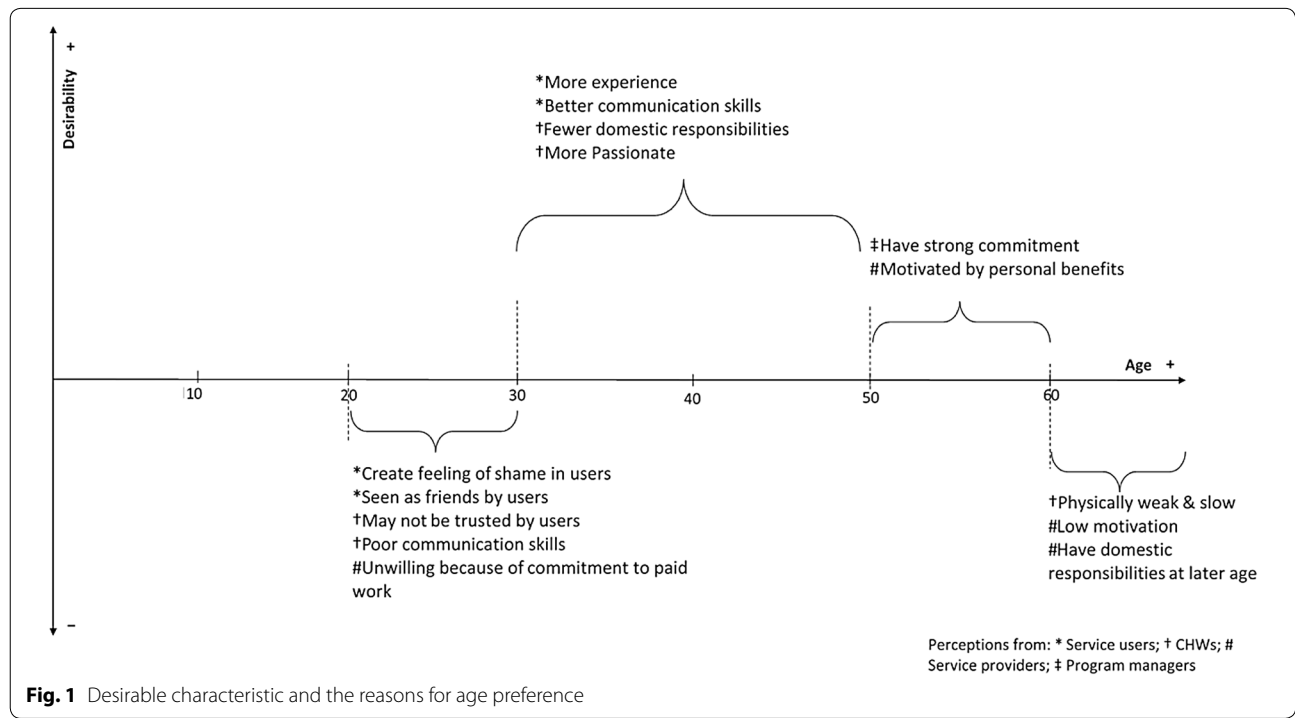 +
Desirability
*More experience
*Better communication skills
†Fewer domestic responsibilities
†More Passionate
‡Have strong commitment
#Motivated by personal benefits
Age +
10 20 30 40 50 60
*Create feeling of shame in users
*Seen as friends by users
†May not be trusted by users
†Poor communication skills
#Unwilling because of commitment to paid
work
†Physically weak & slow
#Low motivation
#Have domestic
responsibilities at later age
–
Perceptions from: * Service users; † CHWs; #
Service providers; ‡ Program managers
Fig. 1 Desirable characteristic and the reasons for age preference